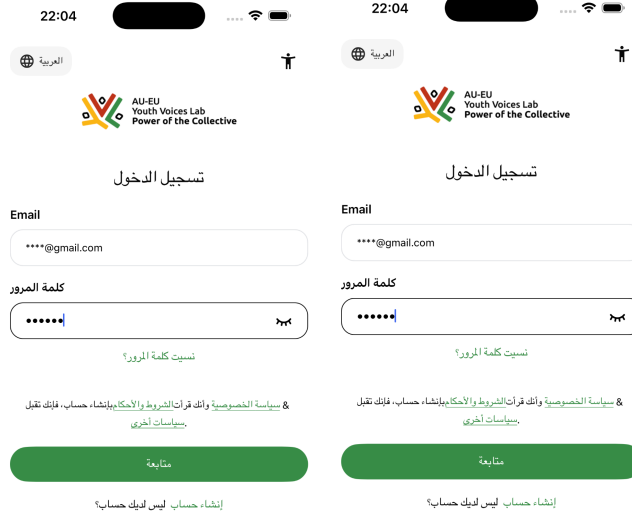 22:04
العربية
AU-EU
Youth Voices Lab
Power of the Collective
تسجيل الدخول
Email
****@gmail.com
كلمة المرور
••••••
نسيت كلمة المرور؟
بإنشاء حساب، فإنك تقبل الشروط والأحكام وأنك قرأت سياسة الخصوصية &
سياسات أخرى.
متابعة
ليس لديك حساب؟ إنشاء حساب
22:04
العربية
AU-EU
Youth Voices Lab
Power of the Collective
تسجيل الدخول
Email
****@gmail.com
كلمة المرور
••••••
نسيت كلمة المرور؟
بإنشاء حساب، فإنك تقبل الشروط والأحكام وأنك قرأت سياسة الخصوصية &
سياسات أخرى.
متابعة
ليس لديك حساب؟ إنشاء حساب